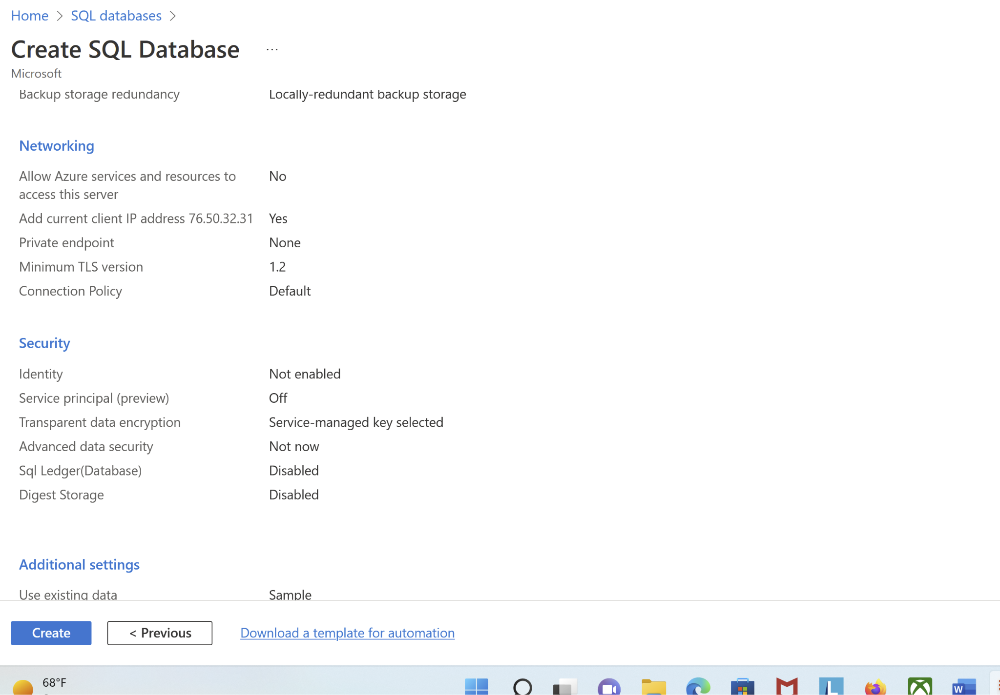 Home > SQL databases >
Create SQL Database ...
Microsoft
Backup storage redundancy Locally-redundant backup storage
Networking
Allow Azure services and resources to No
access this server
Add current client IP address 76.50.32.31 Yes
Private endpoint None
Minimum TLS version 1.2
Connection Policy Default
Security
Identity Not enabled
Service principal (preview) Off
Transparent data encryption Service-managed key selected
Advanced data security Not now
Sql Ledger(Database) Disabled
Digest Storage Disabled
Additional settings
Use existing data Sample
Create < Previous Download a template for automation
68°F
L W